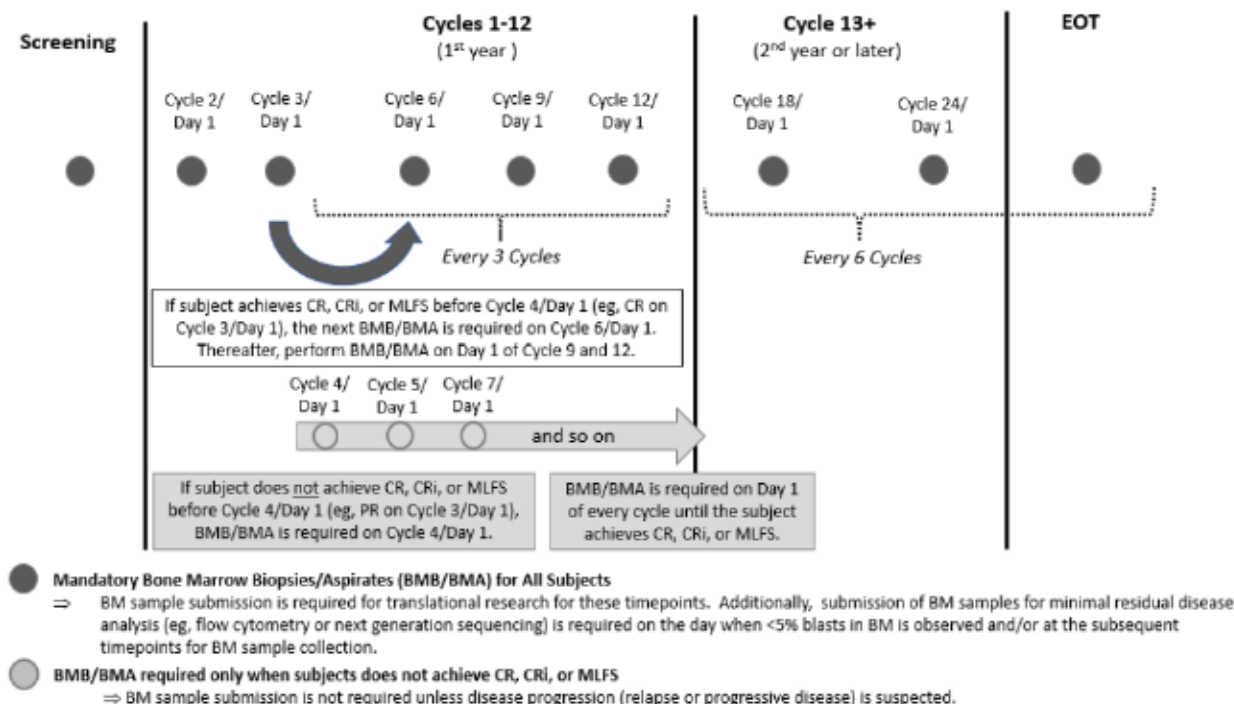 Screening
Cycles 1-12
(1st year )
Cycle 13+
(2nd year or later)
EOT
Cycle 2/
Day 1
Cycle 3/
Day 1
Cycle 6/
Day 1
Cycle 9/
Day 1
Cycle 12/
Day 1
Cycle 18/
Day 1
Cycle 24/
Day 1
Every 3 Cycles
Every 6 Cycles
If subject achieves CR, CRi, or MLFS before Cycle 4/Day 1 (eg, CR on
Cycle 3/Day 1), the next BMB/BMA is required on Cycle 6/Day 1.
Thereafter, perform BMB/BMA on Day 1 of Cycle 9 and 12.
Cycle 4/
Day 1
Cycle 5/
Day 1
Cycle 7/
Day 1
and so on
If subject does not achieve CR, CRi, or MLFS
before Cycle 4/Day 1 (eg, PR on Cycle 3/Day 1),
BMB/BMA is required on Cycle 4/Day 1.
BMB/BMA is required on Day 1
of every cycle until the subject
achieves CR, CRi, or MLFS.
Mandatory Bone Marrow Biopsies/Aspirates (BMB/BMA) for All Subjects
⇒ BM sample submission is required for translational research for these timepoints. Additionally, submission of BM samples for minimal residual disease
analysis (eg, flow cytometry or next generation sequencing) is required on the day when <5% blasts in BM is observed and/or at the subsequent
timepoints for BM sample collection.
BMB/BMA required only when subjects does not achieve CR, CRi, or MLFS
⇒ BM sample submission is not required unless disease progression (relapse or progressive disease) is suspected.